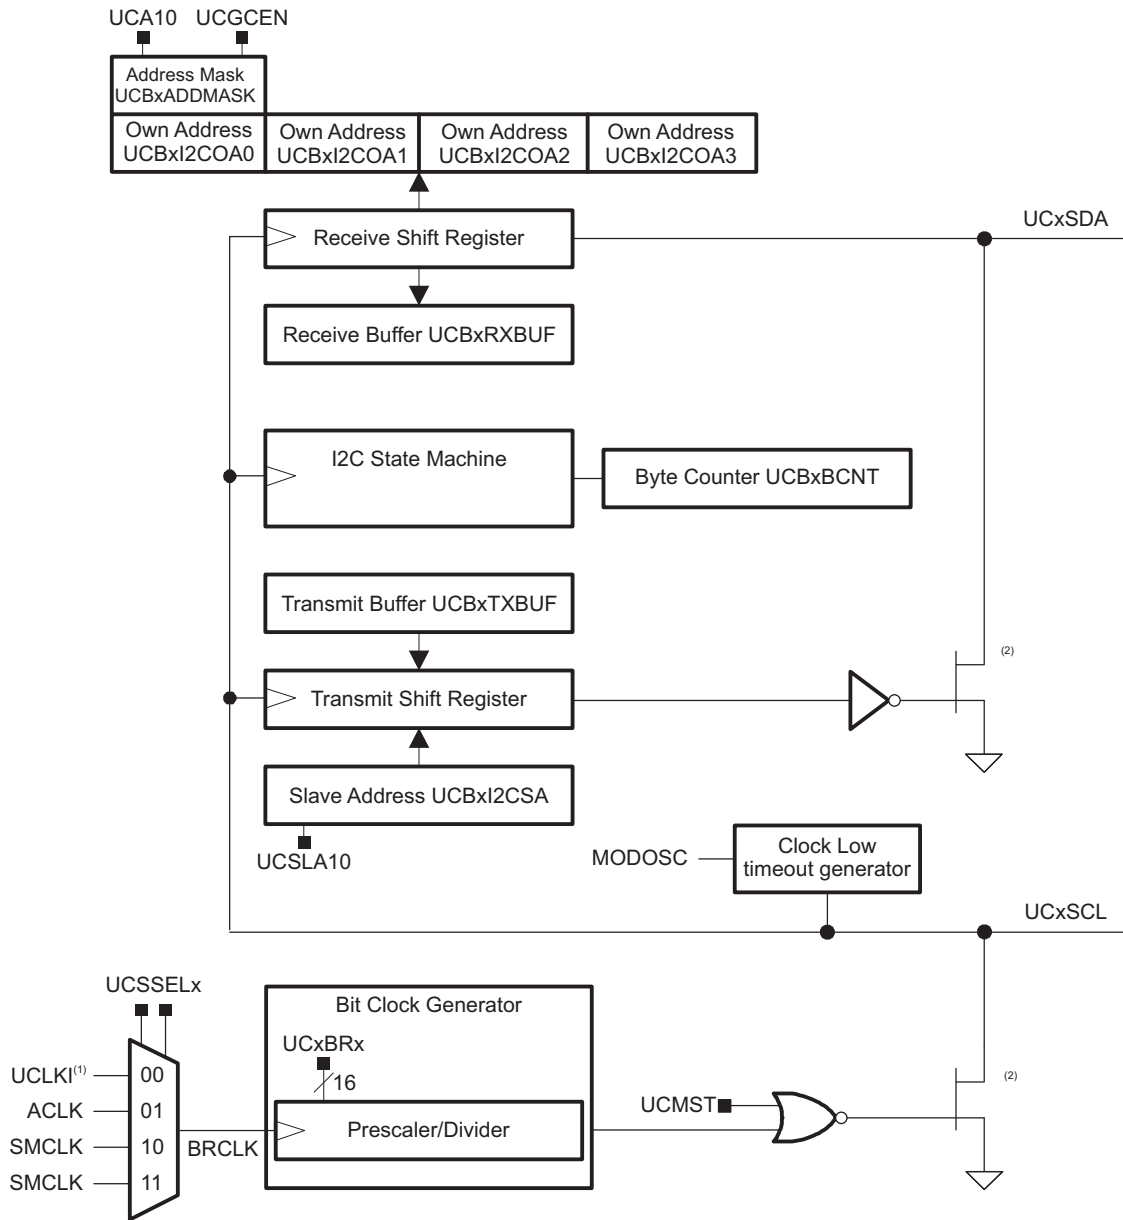 UCA10 UCGCEN
Address Mask
UCBxADDMASK
Own Address
UCBxI2COA0
Own Address
UCBxI2COA1
Own Address
UCBxI2COA2
Own Address
UCBxI2COA3
Receive Shift Register
UCxSDA
Receive Buffer UCBxRXBUF
I2C State Machine
Byte Counter UCBxBCNT
Transmit Buffer UCBxTXBUF
(2)
Transmit Shift Register
Slave Address UCBxI2CSA
UCSLA10
MODOSC
Clock Low
timeout generator
UCxSCL
UCSSELx
Bit Clock Generator
UCxBRx
16
UCLKI(1) 00
ACLK 01
SMCLK 10
SMCLK 11
BRCLK
Prescaler/Divider
UCMST
(2)